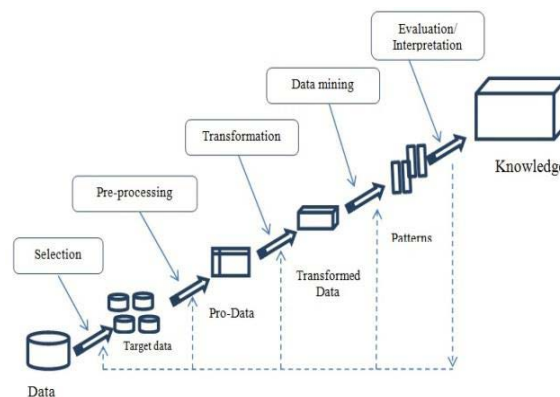 Evaluation/
Interpretation
Data mining
Transformation
Pre-processing
Selection
Knowledge
Patterns
Transformed
Data
Pro-Data
Target data
Data